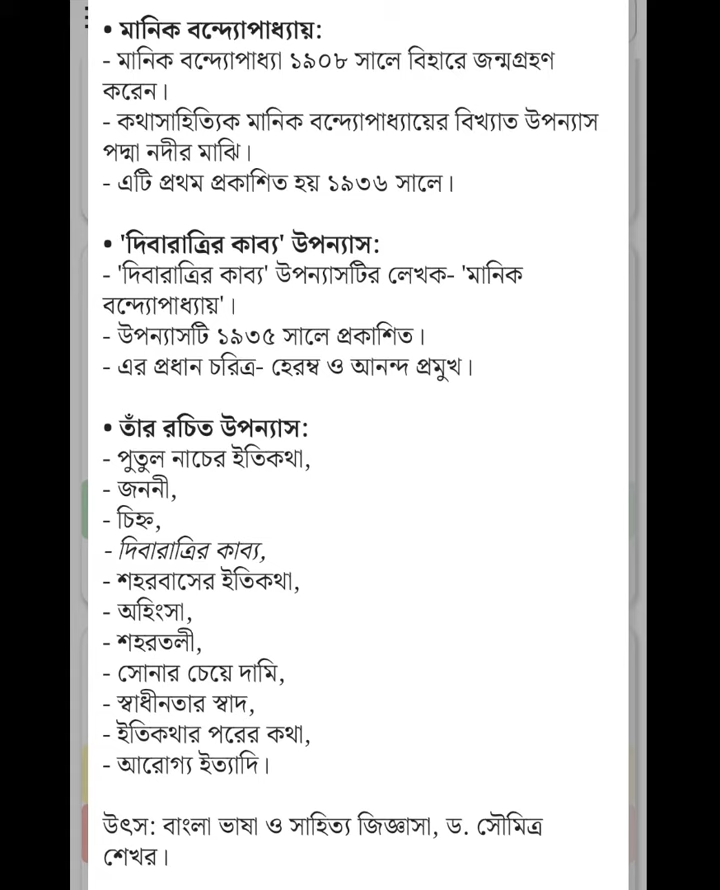 • মানিক বন্দ্যোপাধ্যায়:
- মানিক বন্দ্যোপাধ্যা ১৯০৮ সালে বিহারে জন্মগ্রহণ
করেন।
- কথাসাহিত্যিক মানিক বন্দ্যোপাধ্যায়ের বিখ্যাত উপন্যাস
পদ্মা নদীর মাঝি।
- এটি প্রথম প্রকাশিত হয় ১৯৩৬ সালে।
• 'দিবারাত্রির কাব্য' উপন্যাস:
- 'দিবারাত্রির কাব্য' উপন্যাসটির লেখক- 'মানিক
বন্দ্যোপাধ্যায়'।
- উপন্যাসটি ১৯৩৫ সালে প্রকাশিত।
- এর প্রধান চরিত্র- হেরম্ব ও আনন্দ প্রমুখ।
• তাঁর রচিত উপন্যাস:
- পুতুল নাচের ইতিকথা,
- জননী,
- চিহ্ন,
- দিবারাত্রির কাব্য,
- শহরবাসের ইতিকথা,
- অহিংসা,
- শহরতলী,
- সোনার চেয়ে দামি,
- স্বাধীনতার স্বাদ,
- ইতিকথার পরের কথা,
- আরোগ্য ইত্যাদি।
উৎস: বাংলা ভাষা ও সাহিত্য জিজ্ঞাসা, ড. সৌমিত্র
শেখর।